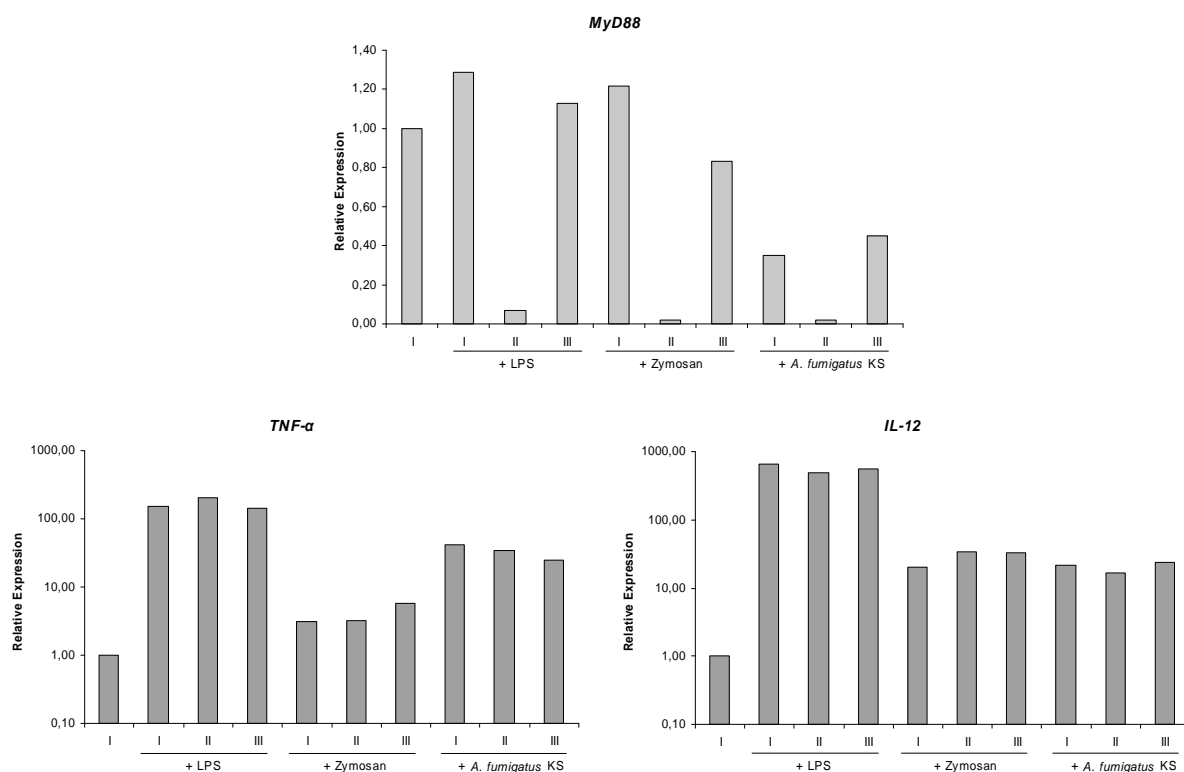 MyD88
1,40
1,20
1,00
0,80
0,60
0,40
0,20
0,00
Relative Expression
I I II III I II III I II III
+ LPS + Zymosan + A. fumigatus KS
TNF-α
1000,00
100,00
10,00
1,00
0,10
Relative Expression
I I II III I II III I II III
+ LPS + Zymosan + A. fumigatus KS
IL-12
1000,00
100,00
10,00
1,00
0,10
Relative Expression
I I II III I II III I II III
+ LPS + Zymosan + A. fumigatus KS